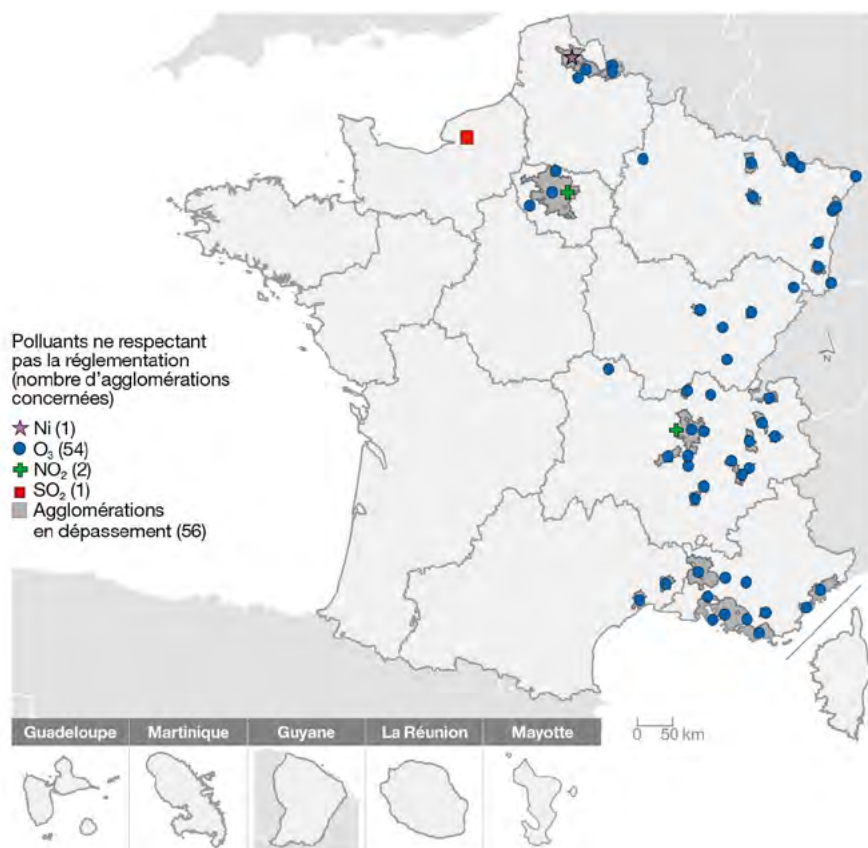 Polluants ne respectant
pas la réglementation
(nombre d'agglomérations
concernées)
Ni (1)
O₃ (54)
NO₂ (2)
SO₂ (1)
Agglomérations
en dépassement (56)
N
0 50 km
Guadeloupe Martinique Guyane La Réunion Mayotte